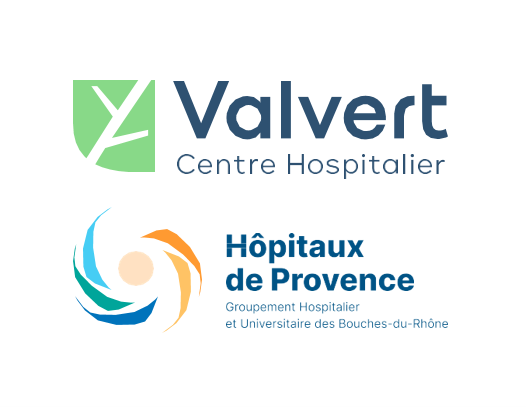 Valvert
Centre Hospitalier
Hôpitaux
de Provence
Groupement Hospitalier
et Universitaire des Bouches-du-Rhône